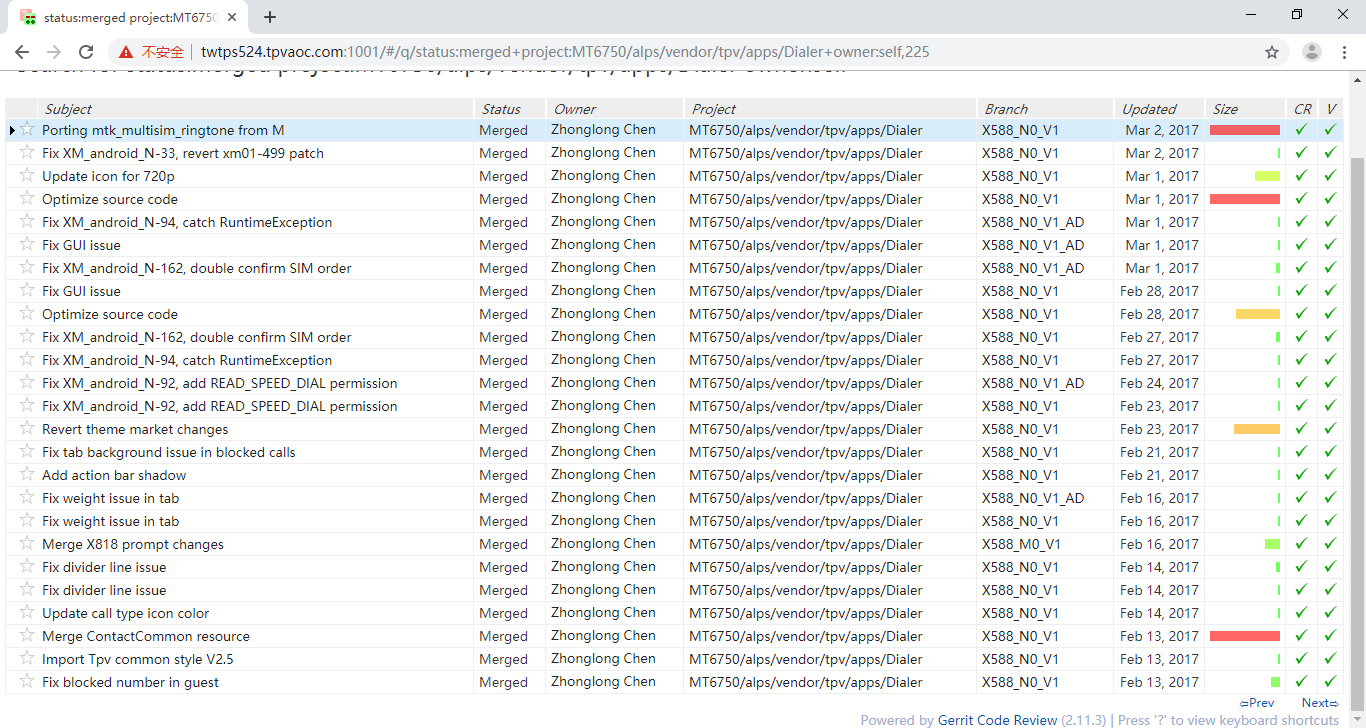 status:merged project:MT6750
不安全 twtps524.tpvaoc.com:1001/#/q/status:merged+project:MT6750/alps/vendor/tpv/apps/Dialer+owner:self,225
Subject Status Owner Project Branch Updated Size CR V
Porting mtk_multisim_ringtone from M Merged Zhonglong Chen MT6750/alps/vendor/tpv/apps/Dialer X588_N0_V1 Mar 2, 2017
Fix XM_android_N-33, revert xm01-499 patch Merged Zhonglong Chen MT6750/alps/vendor/tpv/apps/Dialer X588_N0_V1 Mar 2, 2017
Update icon for 720p Merged Zhonglong Chen MT6750/alps/vendor/tpv/apps/Dialer X588_N0_V1 Mar 1, 2017
Optimize source code Merged Zhonglong Chen MT6750/alps/vendor/tpv/apps/Dialer X588_N0_V1 Mar 1, 2017
Fix XM_android_N-94, catch RuntimeException Merged Zhonglong Chen MT6750/alps/vendor/tpv/apps/Dialer X588_N0_V1_AD Mar 1, 2017
Fix GUI issue Merged Zhonglong Chen MT6750/alps/vendor/tpv/apps/Dialer X588_N0_V1_AD Mar 1, 2017
Fix XM_android_N-162, double confirm SIM order Merged Zhonglong Chen MT6750/alps/vendor/tpv/apps/Dialer X588_N0_V1_AD Mar 1, 2017
Fix GUI issue Merged Zhonglong Chen MT6750/alps/vendor/tpv/apps/Dialer X588_N0_V1 Feb 28, 2017
Optimize source code Merged Zhonglong Chen MT6750/alps/vendor/tpv/apps/Dialer X588_N0_V1 Feb 28, 2017
Fix XM_android_N-162, double confirm SIM order Merged Zhonglong Chen MT6750/alps/vendor/tpv/apps/Dialer X588_N0_V1 Feb 27, 2017
Fix XM_android_N-94, catch RuntimeException Merged Zhonglong Chen MT6750/alps/vendor/tpv/apps/Dialer X588_N0_V1 Feb 27, 2017
Fix XM_android_N-92, add READ_SPEED_DIAL permission Merged Zhonglong Chen MT6750/alps/vendor/tpv/apps/Dialer X588_N0_V1_AD Feb 24, 2017
Fix XM_android_N-92, add READ_SPEED_DIAL permission Merged Zhonglong Chen MT6750/alps/vendor/tpv/apps/Dialer X588_N0_V1 Feb 23, 2017
Revert theme market changes Merged Zhonglong Chen MT6750/alps/vendor/tpv/apps/Dialer X588_N0_V1 Feb 23, 2017
Fix tab background issue in blocked calls Merged Zhonglong Chen MT6750/alps/vendor/tpv/apps/Dialer X588_N0_V1 Feb 21, 2017
Add action bar shadow Merged Zhonglong Chen MT6750/alps/vendor/tpv/apps/Dialer X588_N0_V1 Feb 21, 2017
Fix weight issue in tab Merged Zhonglong Chen MT6750/alps/vendor/tpv/apps/Dialer X588_N0_V1_AD Feb 16, 2017
Fix weight issue in tab Merged Zhonglong Chen MT6750/alps/vendor/tpv/apps/Dialer X588_N0_V1 Feb 16, 2017
Merge X818 prompt changes Merged Zhonglong Chen MT6750/alps/vendor/tpv/apps/Dialer X588_M0_V1 Feb 16, 2017
Fix divider line issue Merged Zhonglong Chen MT6750/alps/vendor/tpv/apps/Dialer X588_N0_V1 Feb 14, 2017
Fix divider line issue Merged Zhonglong Chen MT6750/alps/vendor/tpv/apps/Dialer X588_N0_V1 Feb 14, 2017
Update call type icon color Merged Zhonglong Chen MT6750/alps/vendor/tpv/apps/Dialer X588_N0_V1 Feb 14, 2017
Merge ContactCommon resource Merged Zhonglong Chen MT6750/alps/vendor/tpv/apps/Dialer X588_N0_V1 Feb 13, 2017
Import Tpv common style V2.5 Merged Zhonglong Chen MT6750/alps/vendor/tpv/apps/Dialer X588_N0_V1 Feb 13, 2017
Fix blocked number in guest Merged Zhonglong Chen MT6750/alps/vendor/tpv/apps/Dialer X588_N0_V1 Feb 13, 2017
⇦Prev Next⇨
Powered by Gerrit Code Review (2.11.3) | Press '?' to view keyboard shortcuts